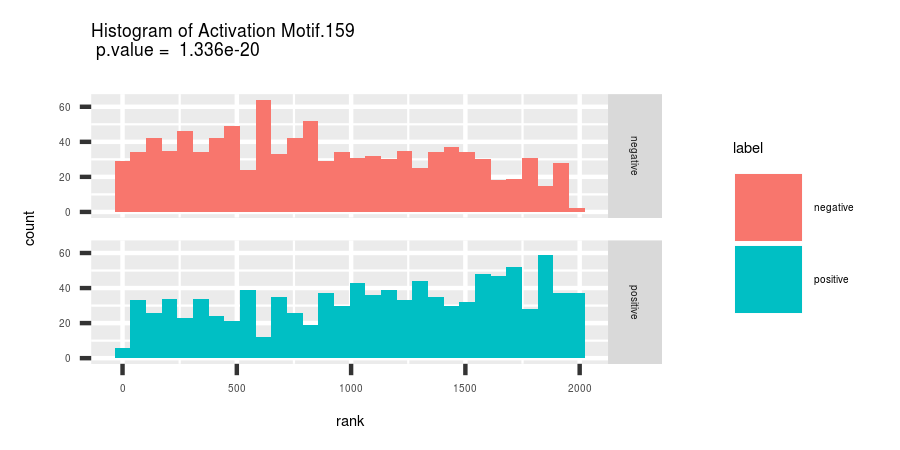 Histogram of Activation Motif.159
p.value =  1.336e-20
count
60
40
20
0
negative
60
40
20
0
positive
0 500 1000 1500 2000
rank
label
negative
positive